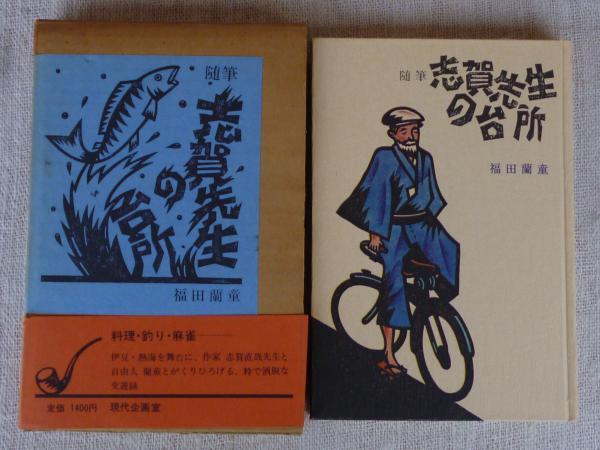 随筆
志賀先生
の
台所
福田蘭童
料理・釣り・麻雀――
伊豆・熱海を舞台に、作家 志賀直哉先生と
自由人 蘭童とがくりひろげる、粋で洒脱な
交遊録
定価 1400円 現代企画室
随筆
志賀先生
の台所
福田蘭童